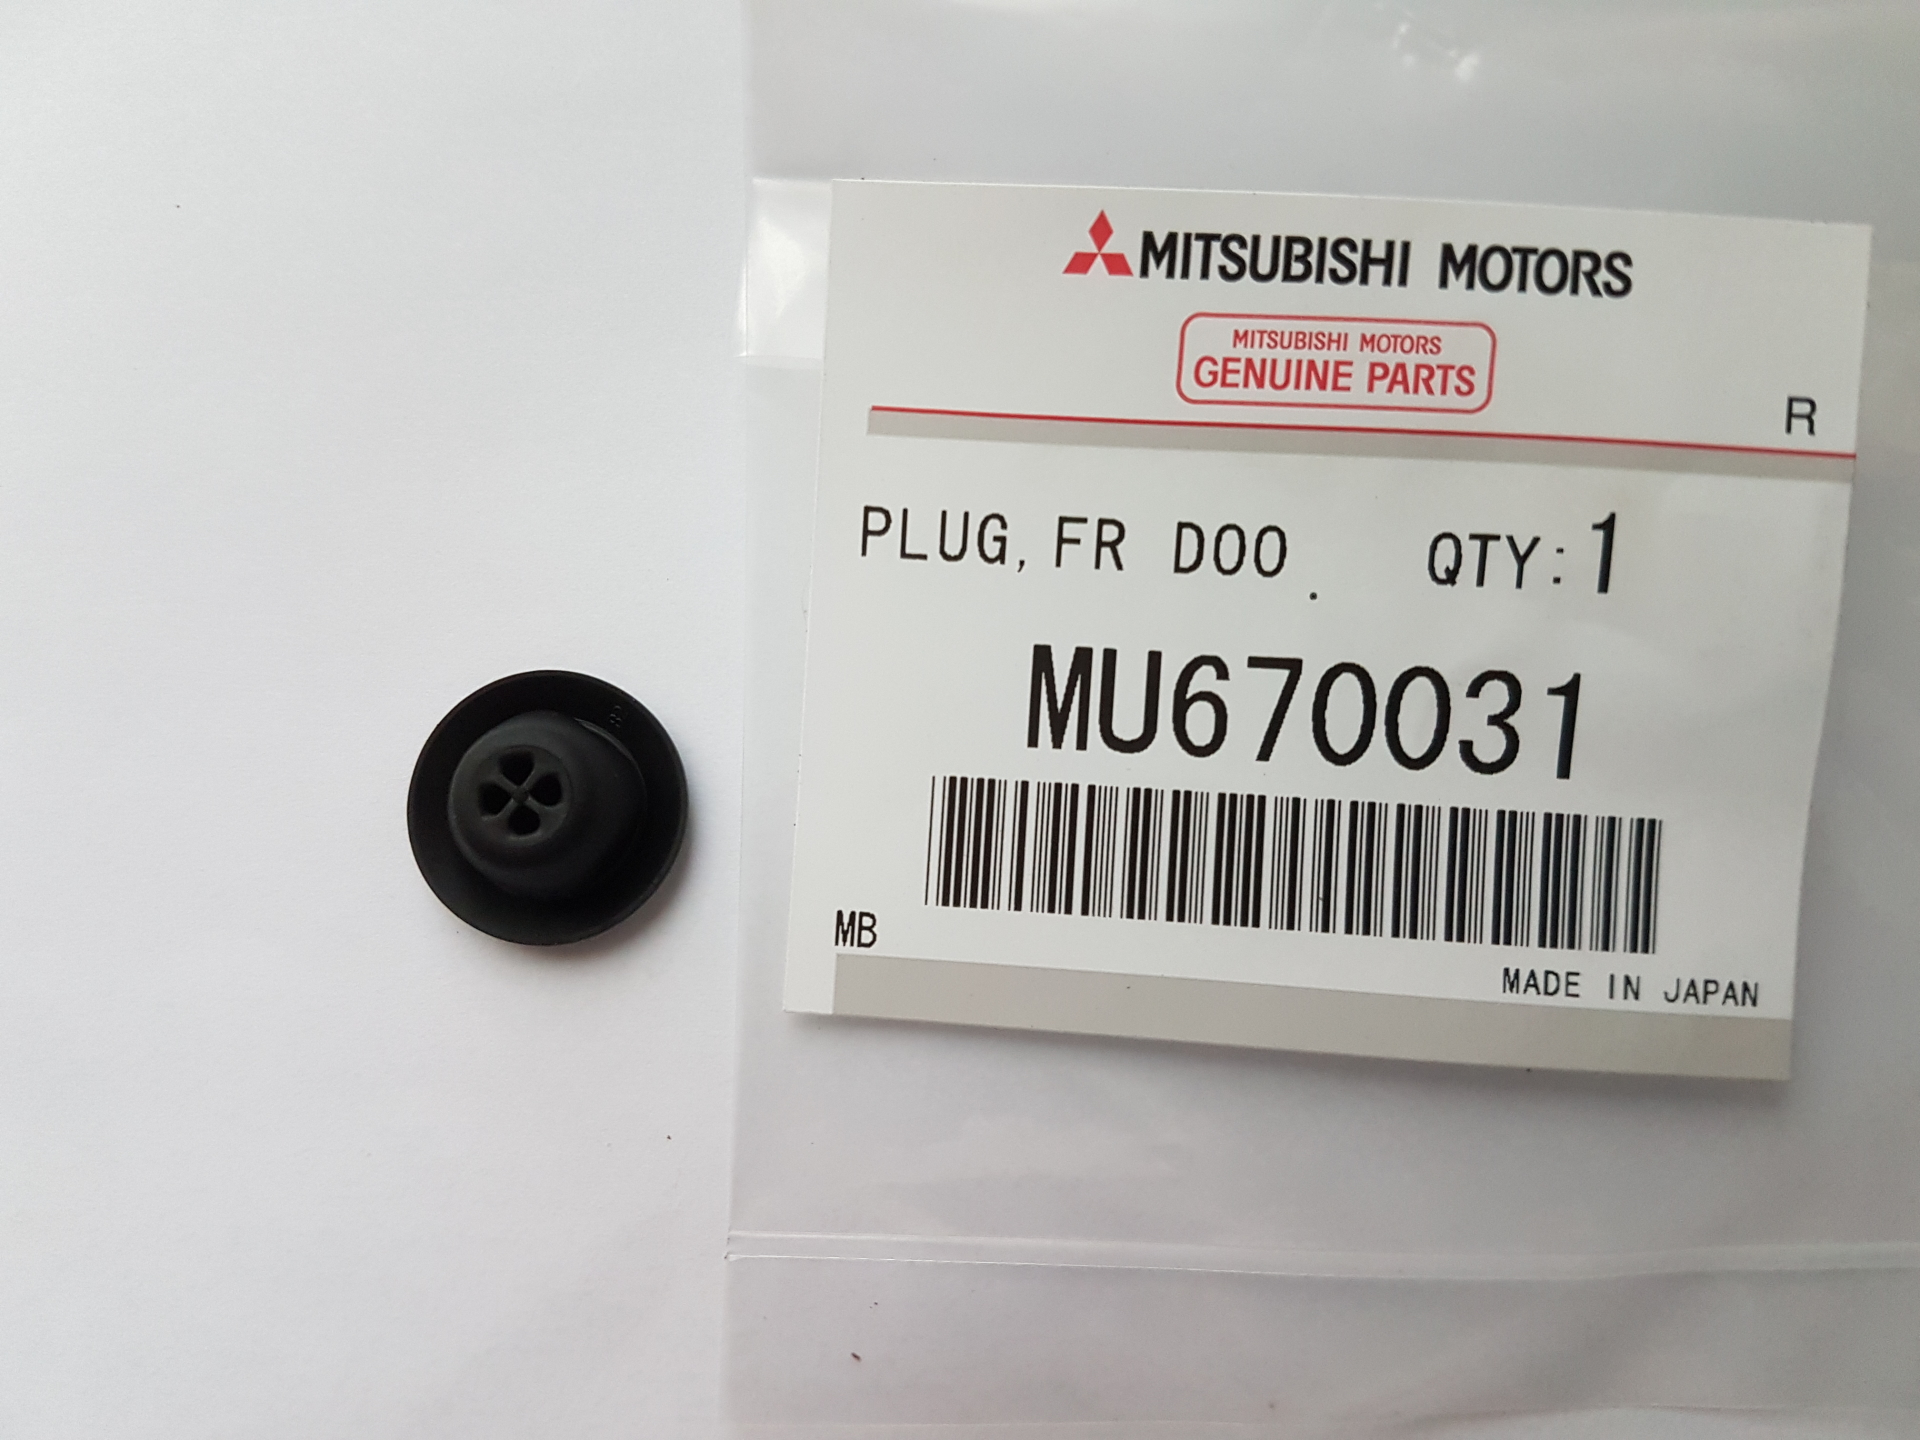 MITSUBISHI MOTORS
MITSUBISHI MOTORS
GENUINE PARTS
R
PLUG, FR DOO . QTY: 1
MU670031
MB
MADE IN JAPAN